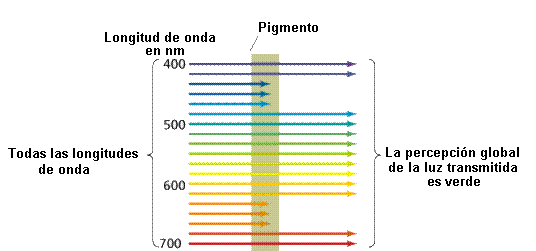 Pigmento
Longitud de onda
en nm
400
500
600
700
Todas las longitudes
de onda
La percepción global
de la luz transmitida
es verde